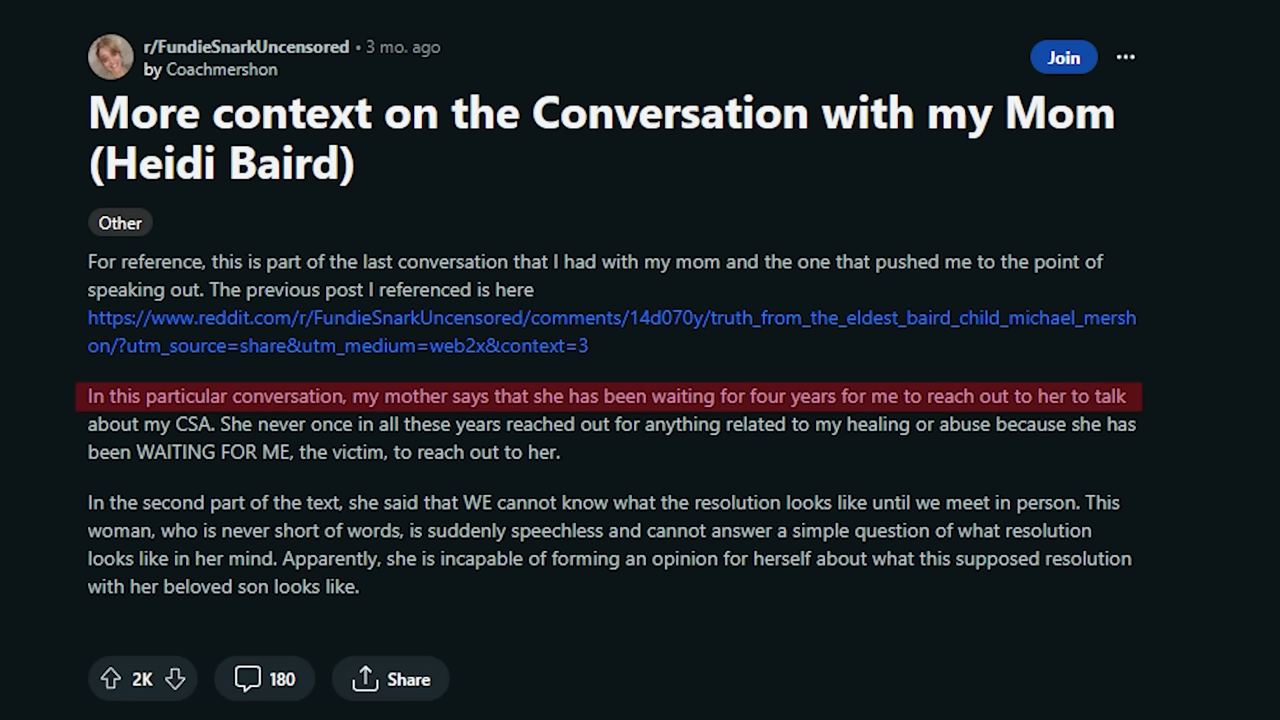 r/FundieSnarkUncensored • 3 mo. ago
by Coachmershon
Join
More context on the Conversation with my Mom
(Heidi Baird)
Other
For reference, this is part of the last conversation that I had with my mom and the one that pushed me to the point of
speaking out. The previous post I referenced is here
https://www.reddit.com/r/FundieSnarkUncensored/comments/14d070y/truth_from_the_eldest_baird_child_michael_mersh
on/?utm_source=share&utm_medium=web2x&context=3
In this particular conversation, my mother says that she has been waiting for four years for me to reach out to her to talk
about my CSA. She never once in all these years reached out for anything related to my healing or abuse because she has
been WAITING FOR ME, the victim, to reach out to her.
In the second part of the text, she said that WE cannot know what the resolution looks like until we meet in person. This
woman, who is never short of words, is suddenly speechless and cannot answer a simple question of what resolution
looks like in her mind. Apparently, she is incapable of forming an opinion for herself about what this supposed resolution
with her beloved son looks like.
2K
180
Share